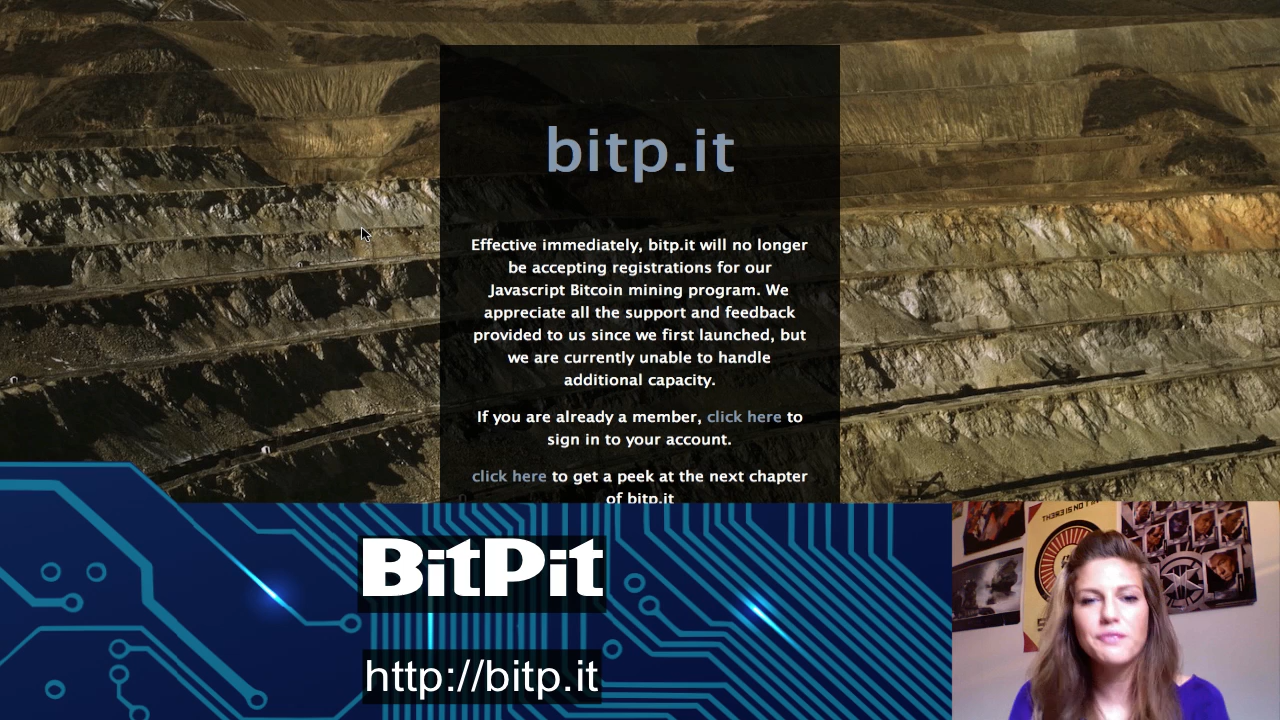 bitp.it
Effective immediately, bitp.it will no longer
be accepting registrations for our
Javascript Bitcoin mining program. We
appreciate all the support and feedback
provided to us since we first launched, but
we are currently unable to handle
additional capacity.
If you are already a member, click here to
sign in to your account.
click here to get a peek at the next chapter
of bitp.it
BitPit
http://bitp.it
THERE IS NO